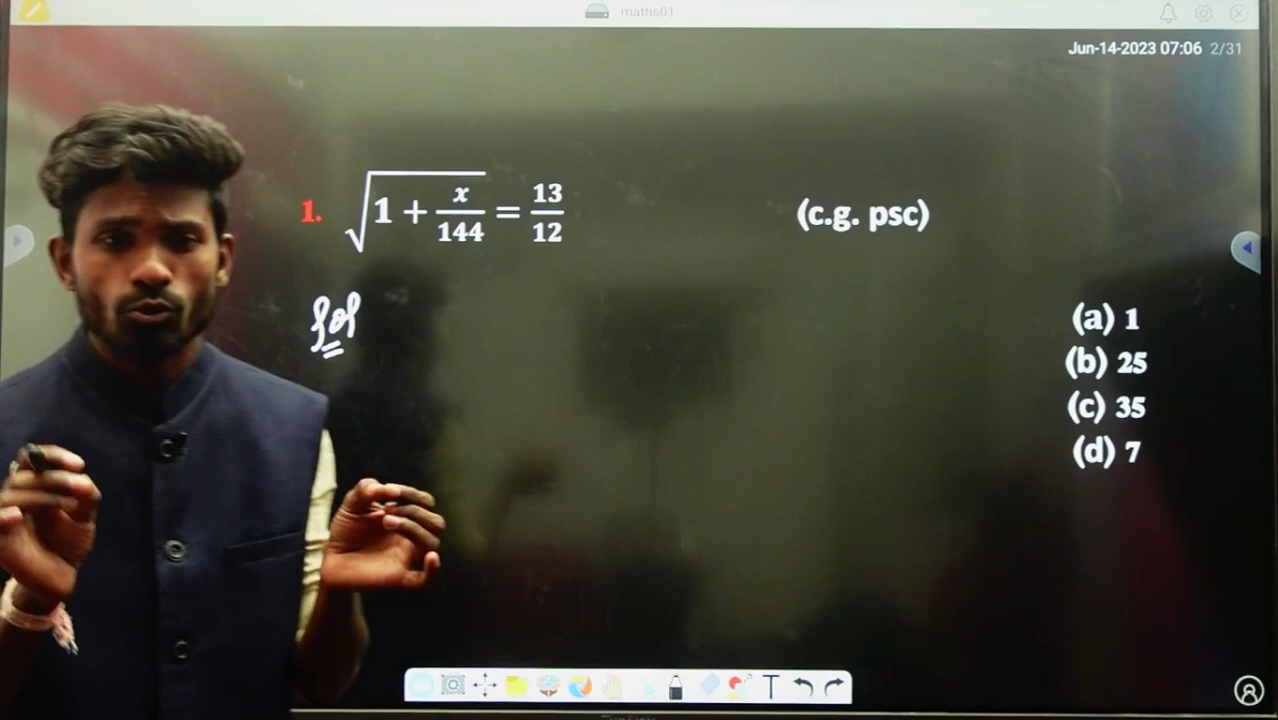 maths01
Jun-14-2023 07:06 2/31
1. √(1 + x/144) = 13/12 (c.g. psc)
Sol
(a) 1
(b) 25
(c) 35
(d) 7
T